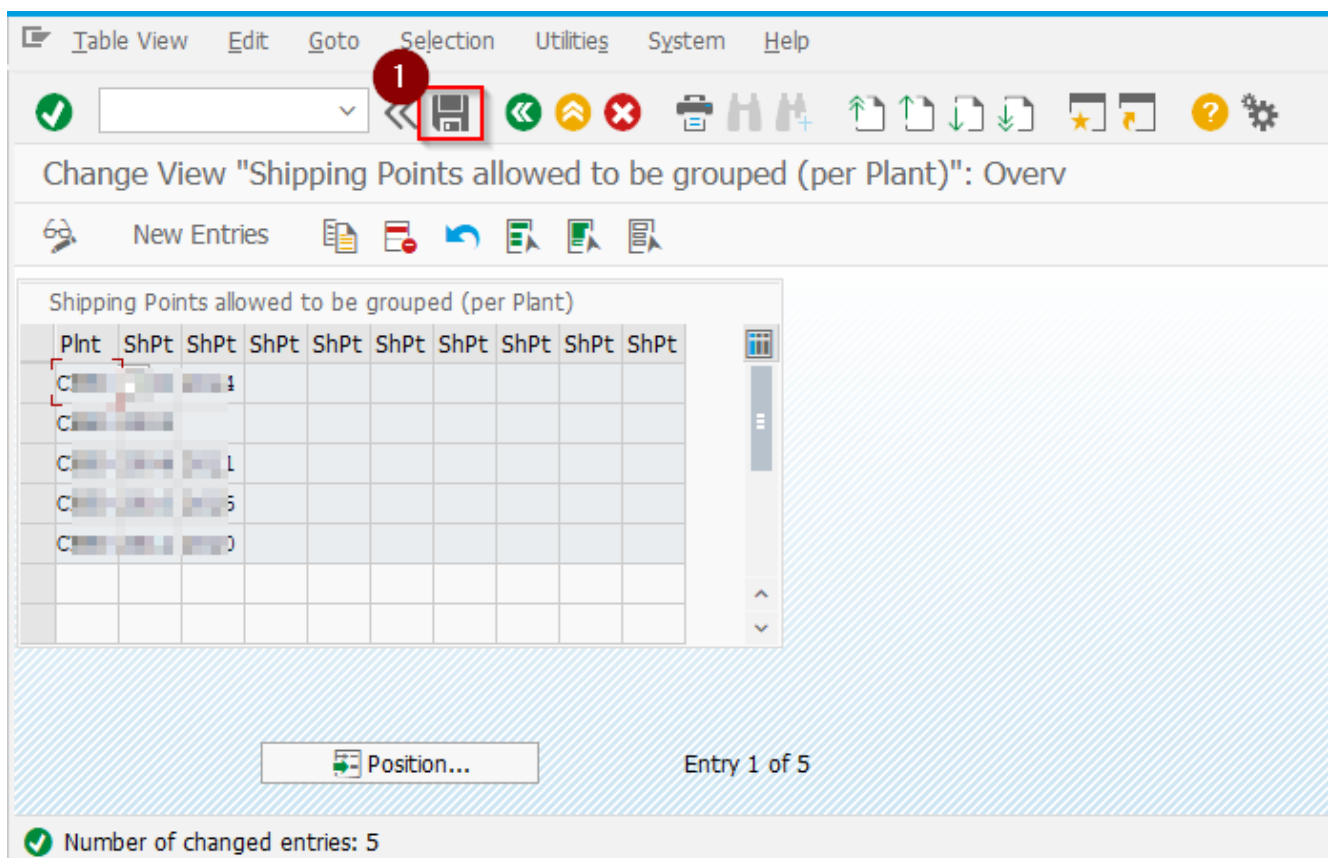 Table View Edit Goto Selection Utilities System Help
1
Change View "Shipping Points allowed to be grouped (per Plant)": Overv
New Entries
Shipping Points allowed to be grouped (per Plant)
Plnt ShPt ShPt ShPt ShPt ShPt ShPt ShPt ShPt ShPt
Position...
Entry 1 of 5
Number of changed entries: 5